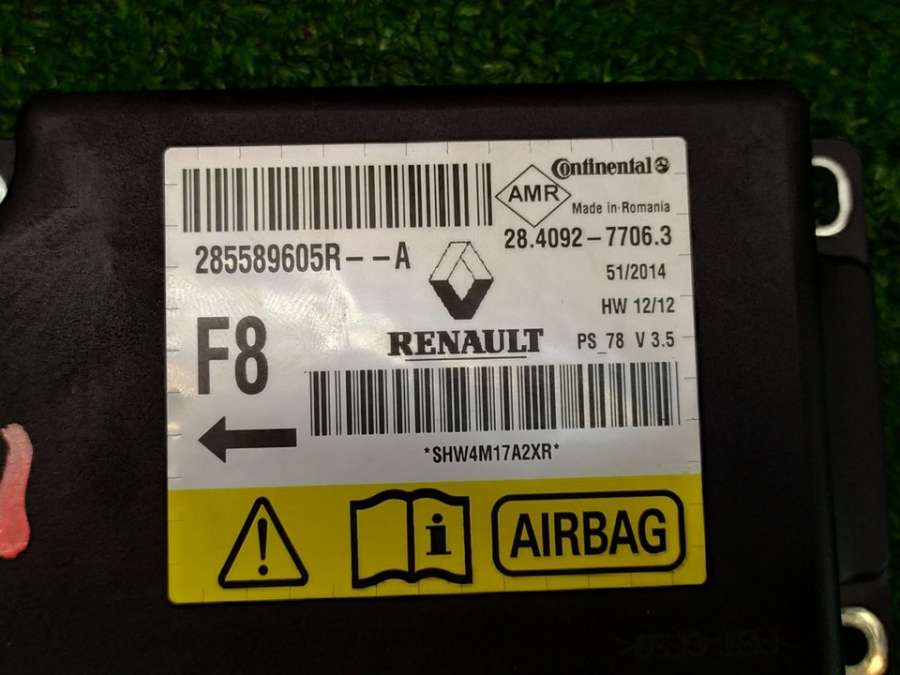 Continental
AMR
Made in Romania
285589605R--A
28.4092-7706.3
51/2014
HW 12/12
F8
RENAULT
PS_78 V 3.5
*SHW4M17A2XR*
i
AIRBAG